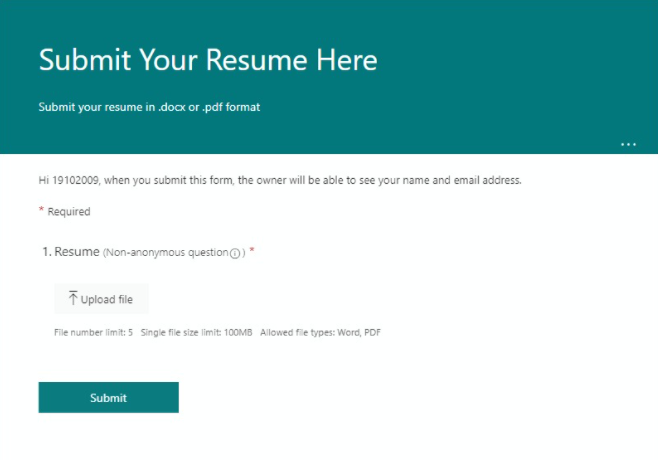 Submit Your Resume Here
Submit your resume in .docx or .pdf format
...
Hi 19102009, when you submit this form, the owner will be able to see your name and email address.
* Required
1. Resume (Non-anonymous question ⓘ) *
Upload file
File number limit: 5 Single file size limit: 100MB Allowed file types: Word, PDF
Submit